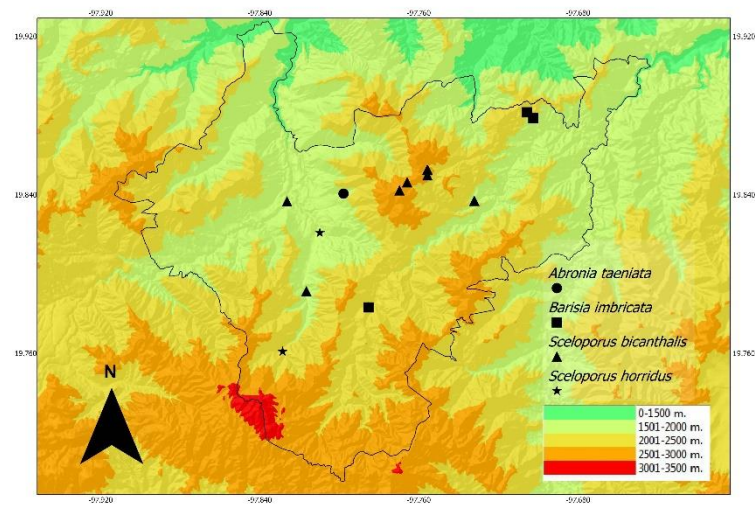 -97.920 -97.840 -97.760 -97.680
19.920 19.920
19.840 19.840
Abronia taeniata
Barisia imbricata
Sceloporus bicanthalis
19.760 19.760
Sceloporus horridus
N
0-1500 m.
1501-2000 m.
2001-2500 m.
2501-3000 m.
3001-3500 m.
-97.920 -97.840 -97.760 -97.680